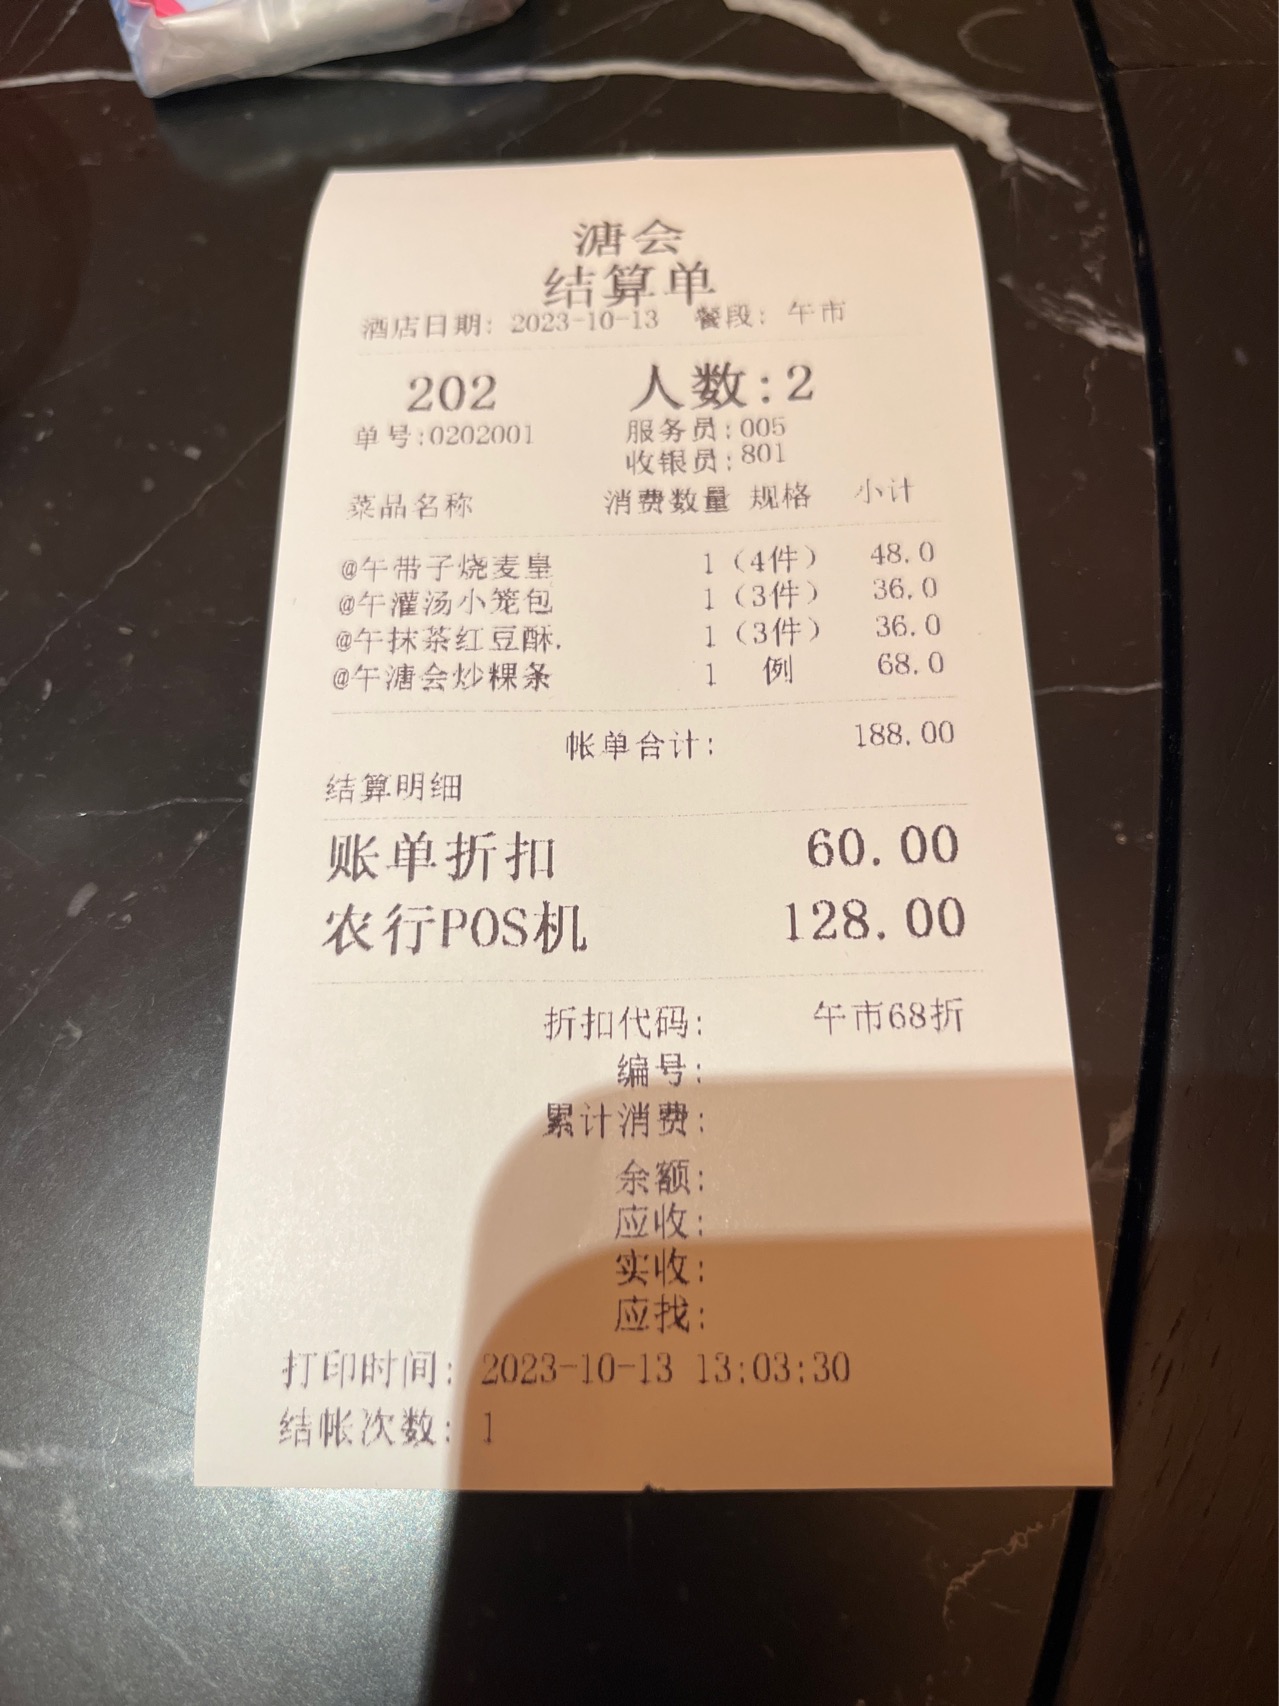 溏会
结算单
酒店日期: 2023-10-13 餐段: 午市
202 人数:2
单号:0202001 服务员:005
收银员:801
菜品名称 消费数量 规格 小计
@午带子烧麦皇 1 (4件) 48.0
@午灌汤小笼包 1 (3件) 36.0
@午抹茶红豆酥. 1 (3件) 36.0
@午溏会炒粿条 1 例 68.0
帐单合计: 188.00
结算明细
账单折扣 60.00
农行POS机 128.00
折扣代码: 午市68折
编号:
累计消费:
余额:
应收:
实收:
应找:
打印时间: 2023-10-13 13:03:30
结帐次数: 1